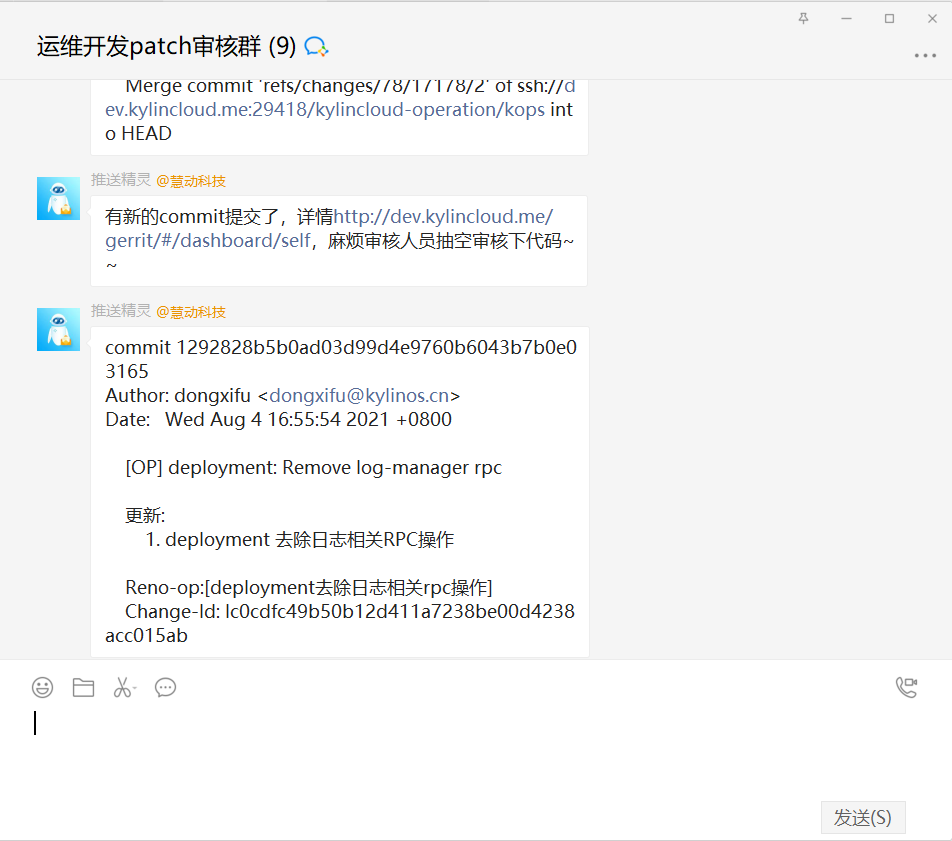 运维开发patch审核群 (9)
Merge commit 'refs/changes/78/17178/2' of ssh://d
ev.kylincloud.me:29418/kylincloud-operation/kops int
o HEAD
推送精灵 @慧动科技
有新的commit提交了，详情http://dev.kylincloud.me/
gerrit/#/dashboard/self，麻烦审核人员抽空审核下代码~
~
推送精灵 @慧动科技
commit 1292828b5b0ad03d99d4e9760b6043b7b0e0
3165
Author: dongxifu <dongxifu@kylinos.cn>
Date:   Wed Aug 4 16:55:54 2021 +0800
[OP] deployment: Remove log-manager rpc
更新:
1. deployment 去除日志相关RPC操作
Reno-op:[deployment去除日志相关rpc操作]
Change-Id: Ic0cdfc49b50b12d411a7238be00d4238
acc015ab
发送(S)